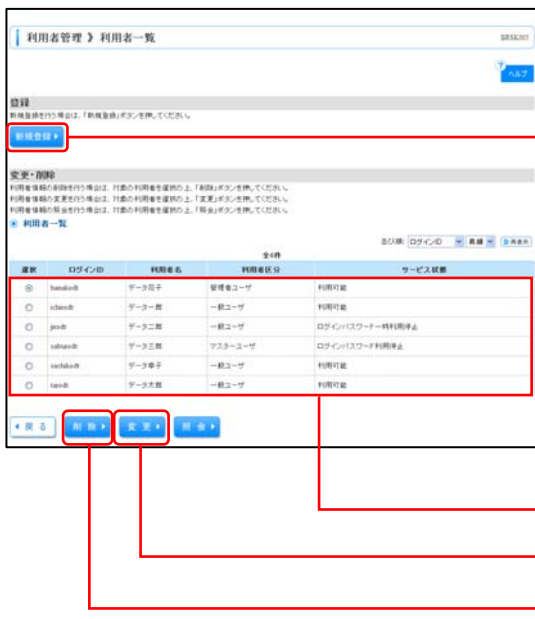 利用者管理 》利用者一覧
BRSK202
ヘルプ
登録
新規登録を行う場合は、「新規登録」ボタンを押してください。
新規登録
変更・削除
利用者情報の削除を行う場合は、対象の利用者を選択の上、「削除」ボタンを押してください。
利用者情報の変更を行う場合は、対象の利用者を選択の上、「変更」ボタンを押してください。
利用者情報の照会を行う場合は、対象の利用者を選択の上、「照会」ボタンを押してください。
利用者一覧
並び順: ログインID 昇順 再表示
全6件
選択 ログインID 利用者名 利用者区分 サービス状態
hanakodt データ花子 管理者ユーザ 利用可能
ichirodt データ一郎 一般ユーザ 利用可能
jirodt データ二郎 一般ユーザ ログインパスワード一時利用停止
saburodt データ三郎 マスターユーザ ログインパスワード利用停止
sachikodt データ幸子 一般ユーザ 利用可能
tarodt データ太郎 一般ユーザ 利用可能
戻る 削除 変更 照会